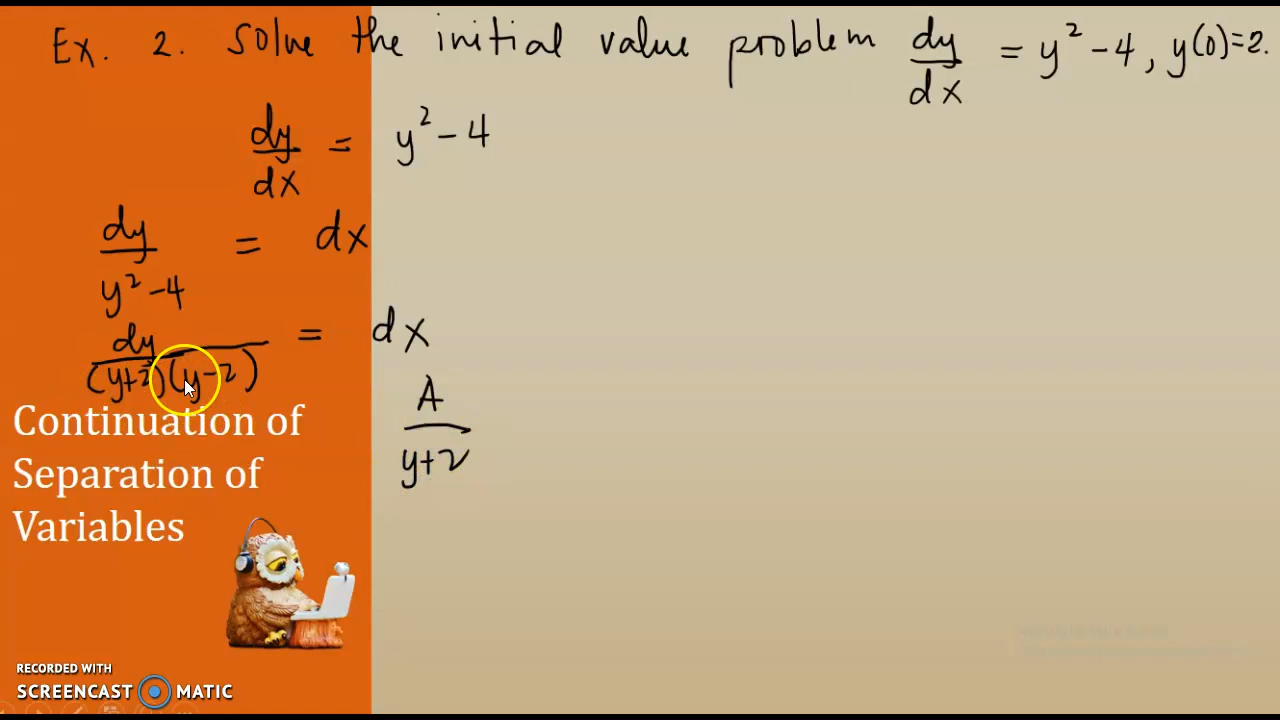 Ex. 2. Solve the initial value problem dy/dx = y² - 4, y(0)=2.
dy/dx = y² - 4
dy/(y² - 4) = dx
dy/((y+2)(y-2)) = dx
A/(y+2)
Continuation of
Separation of
Variables
RECORDED WITH
SCREENCAST MATIC